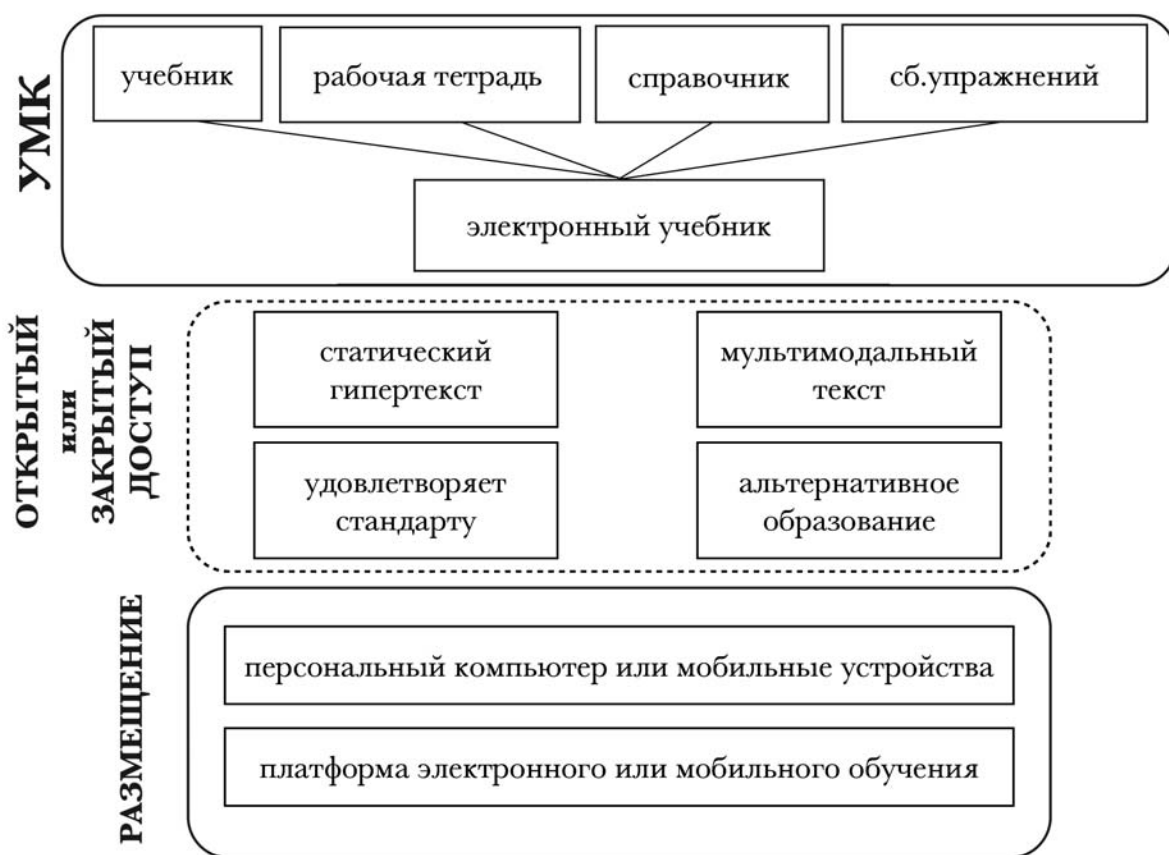 УМК
учебник
рабочая тетрадь
справочник
сб.упражнений
электронный учебник
ОТКРЫТЫЙ
или
ЗАКРЫТЫЙ
ДОСТУП
статический
гипертекст
мультимодальный
текст
удовлетворяет
стандарту
альтернативное
образование
РАЗМЕЩЕНИЕ
персональный компьютер или мобильные устройства
платформа электронного или мобильного обучения